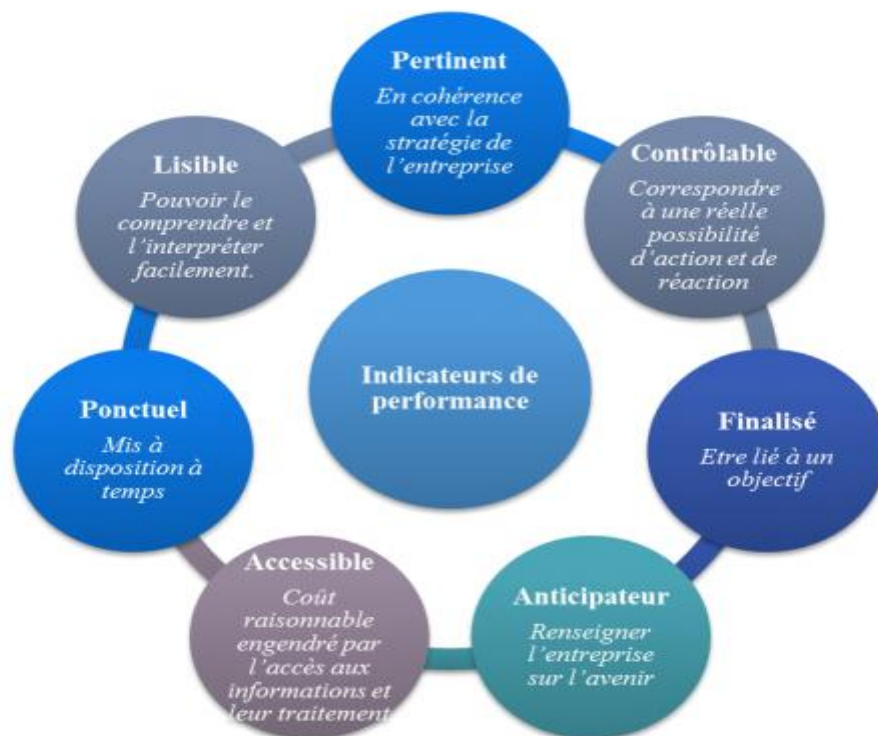 Pertinent
En cohérence
avec la
stratégie de
l'entreprise
Contrôlable
Correspondre
à une réelle
possibilité
d'action et de
réaction
Finalisé
Etre lié à un
objectif
Anticipateur
Renseigner
l'entreprise
sur l'avenir
Accessible
Coût
raisonnable
engendré par
l'accès aux
informations et
leur traitement
Ponctuel
Mis à
disposition à
temps
Lisible
Pouvoir le
comprendre et
l'interpréter
facilement.
Indicateurs de
performance